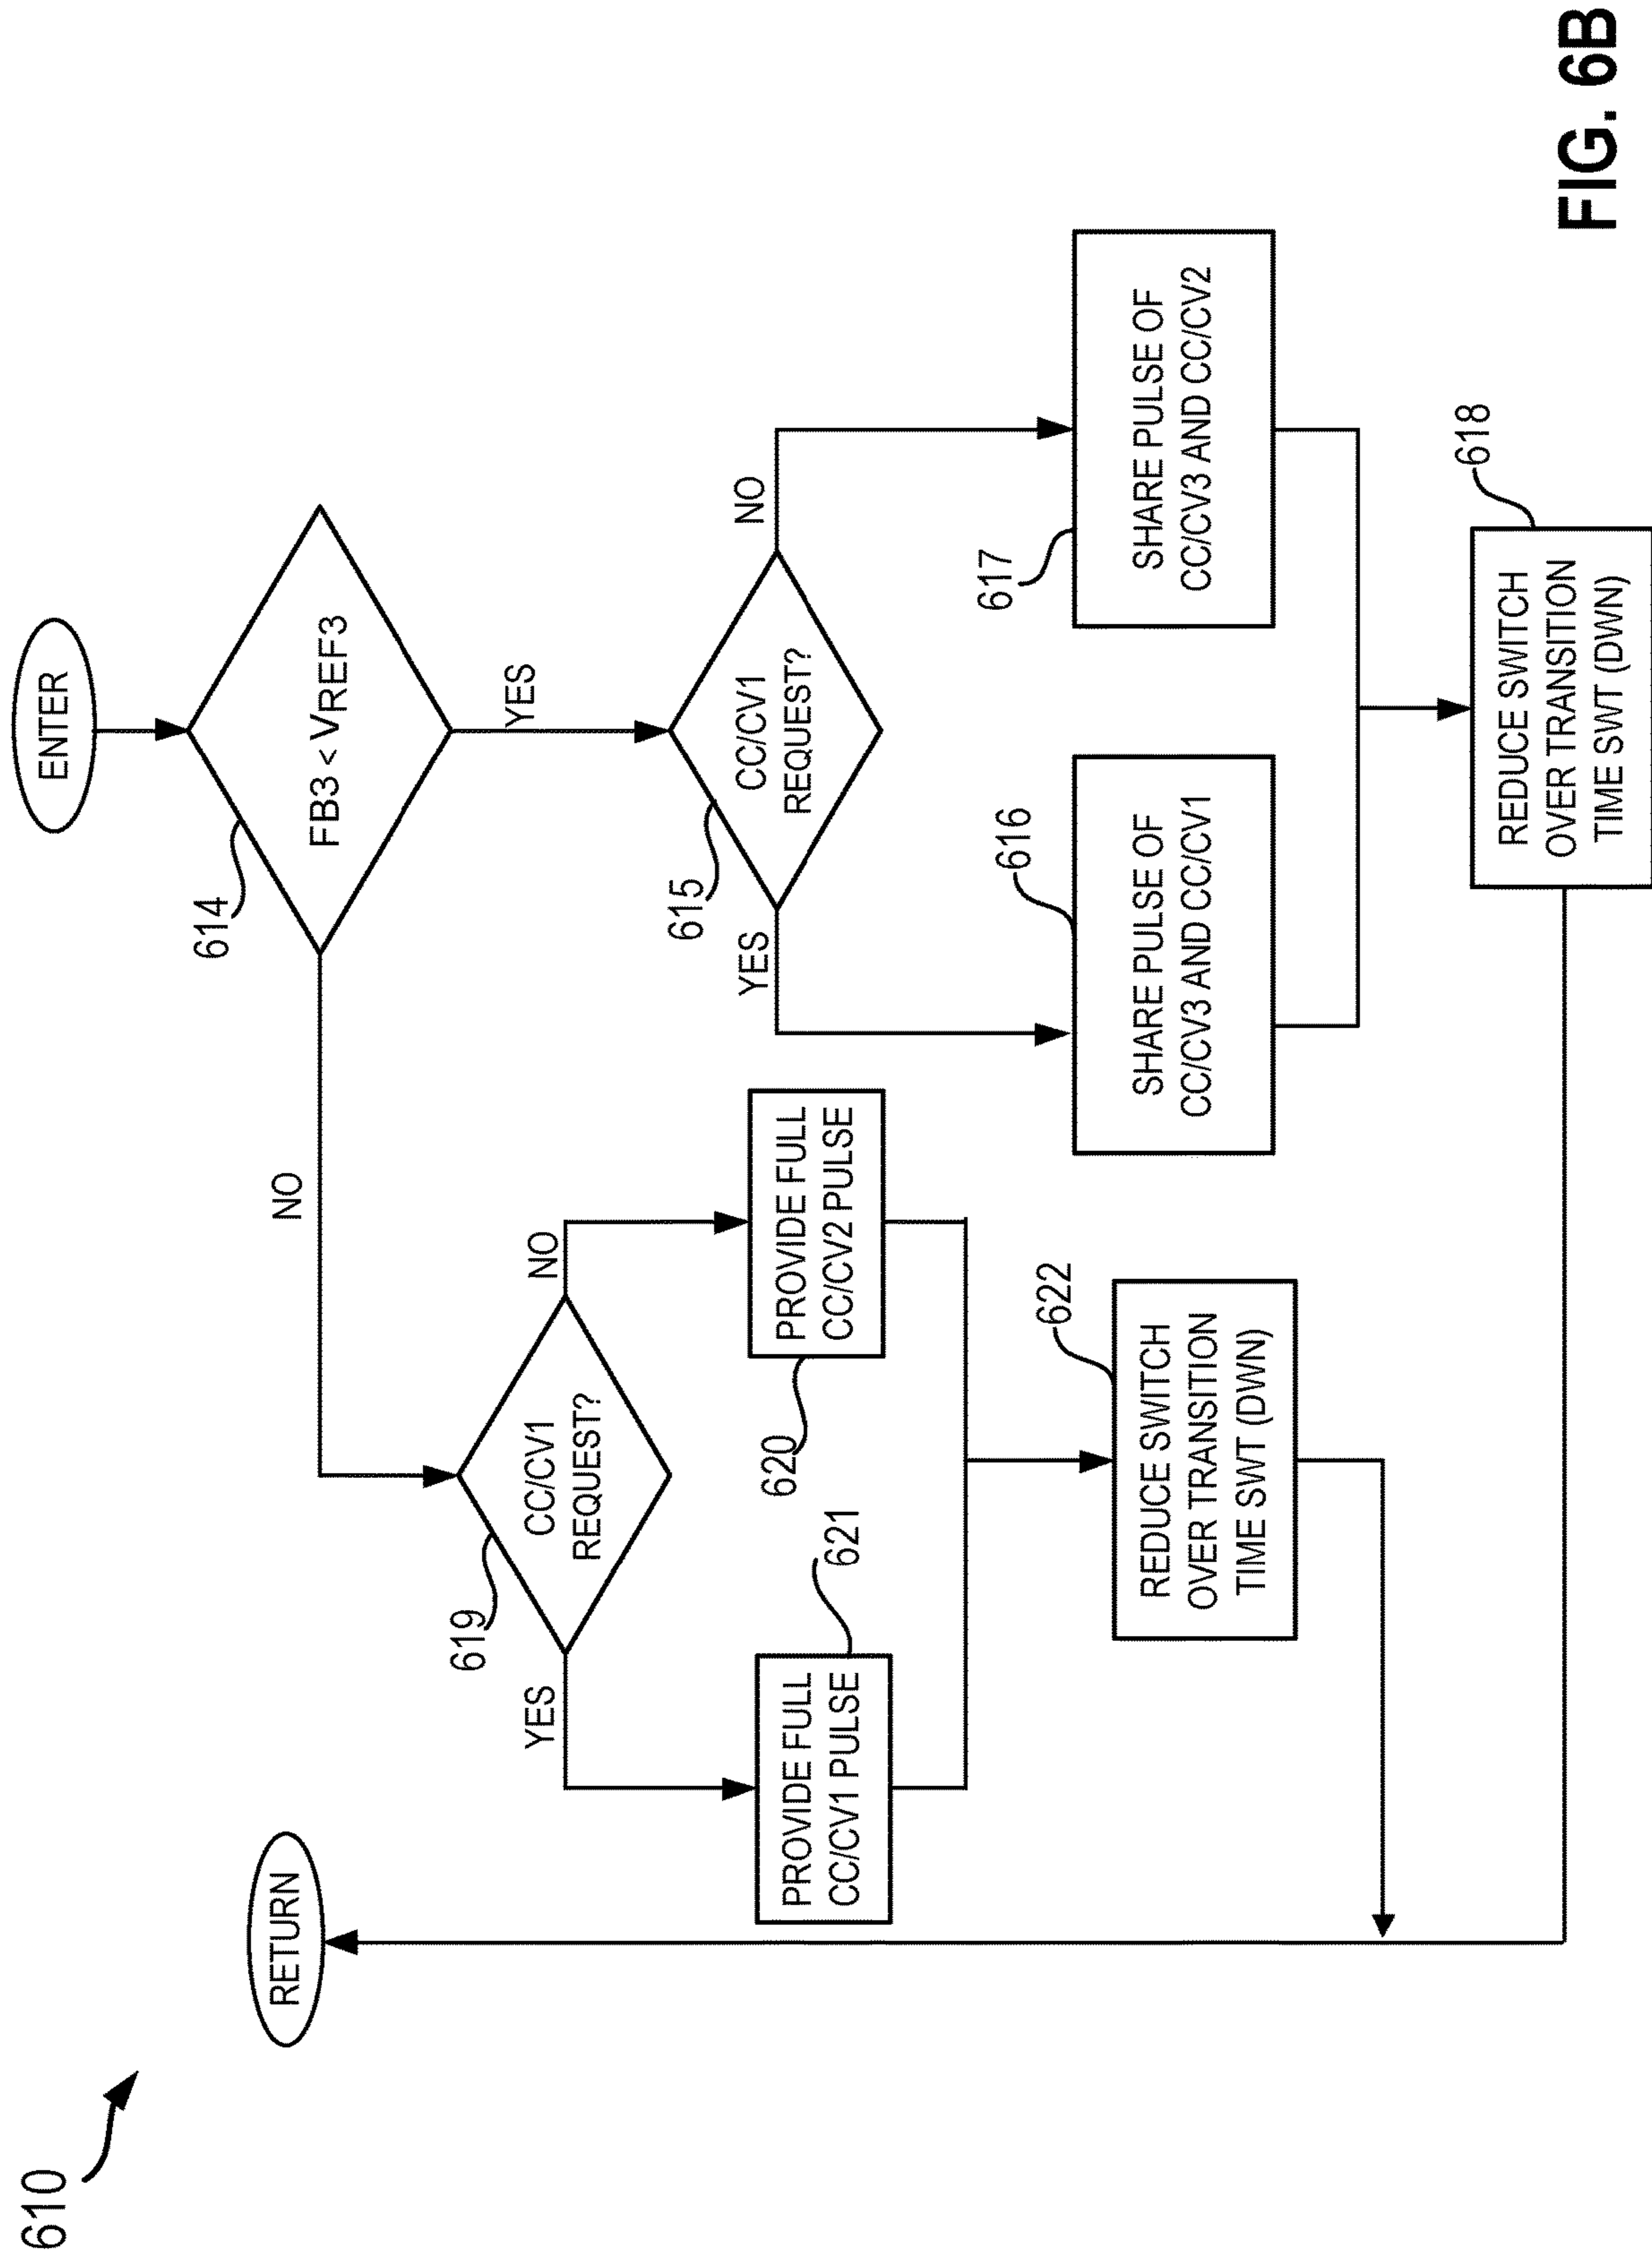 610
ENTER
614
FB3 < VREF3
NO
YES
RETURN
619
CC/CV1
REQUEST?
YES
NO
615
CC/CV1
REQUEST?
YES
NO
PROVIDE FULL
CC/CV1 PULSE
621
620
PROVIDE FULL
CC/CV2 PULSE
616
SHARE PULSE OF
CC/CV3 AND CC/CV1
617
SHARE PULSE OF
CC/CV3 AND CC/CV2
622
REDUCE SWITCH
OVER TRANSITION
TIME SWT (DWN)
618
REDUCE SWITCH
OVER TRANSITION
TIME SWT (DWN)
FIG. 6B